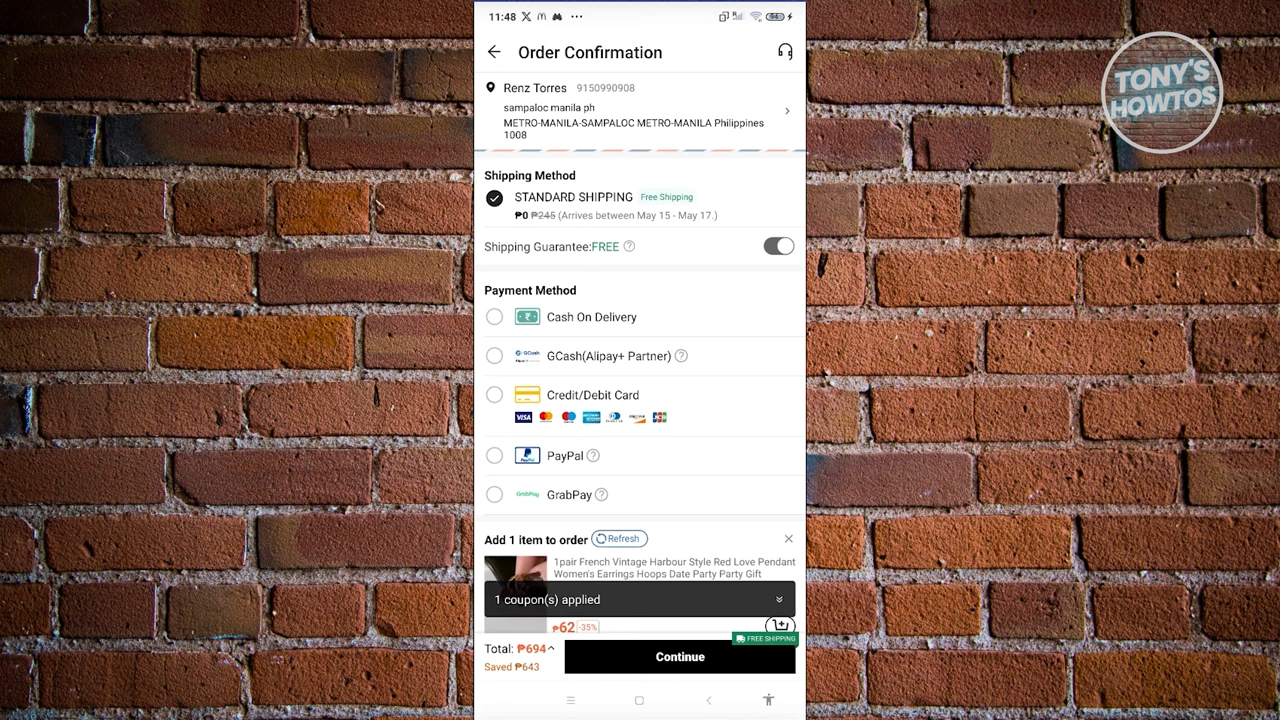 11:48
Order Confirmation
Renz Torres 9150990908
sampaloc manila ph
METRO-MANILA-SAMPALOC METRO-MANILA Philippines
1008
Shipping Method
STANDARD SHIPPING Free Shipping
₱0 ₱245 (Arrives between May 15 - May 17.)
Shipping Guarantee:FREE
Payment Method
Cash On Delivery
GCash GCash(Alipay+ Partner)
Credit/Debit Card
VISA
PayPal PayPal
GrabPay GrabPay
Add 1 item to order Refresh
1pair French Vintage Harbour Style Red Love Pendant
Women's Earrings Hoops Date Party Party Gift
1 coupon(s) applied
₱62 -35%
FREE SHIPPING
Total: ₱694
Saved ₱643
Continue
TONY'S
HOWTOS